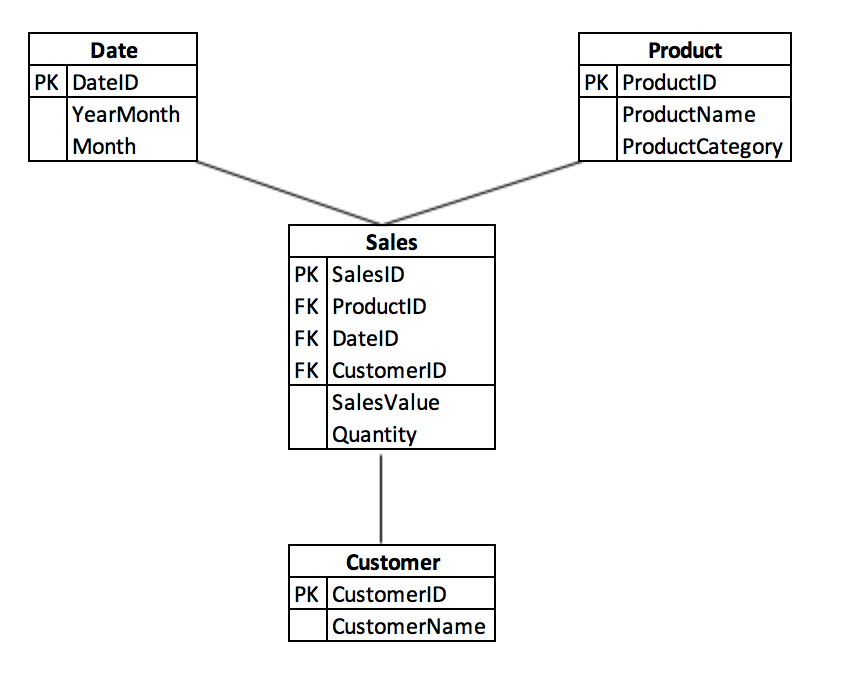 Date
PK DateID
YearMonth
Month
Product
PK ProductID
ProductName
ProductCategory
Sales
PK SalesID
FK ProductID
FK DateID
FK CustomerID
SalesValue
Quantity
Customer
PK CustomerID
CustomerName